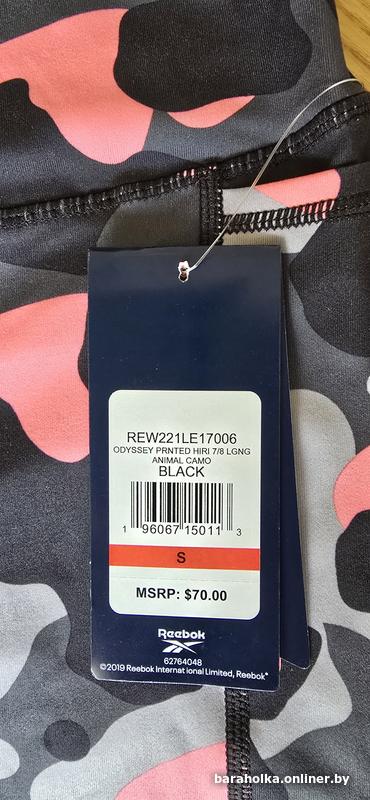 REW221LE17006
ODYSSEY PRNTED HIRI 7/8 LGNG
ANIMAL CAMO
BLACK
1 96067 15011 3
S
MSRP: $70.00
Reebok
62764048
©2019 Reebok International Limited, Reebok®
baraholka.onliner.by